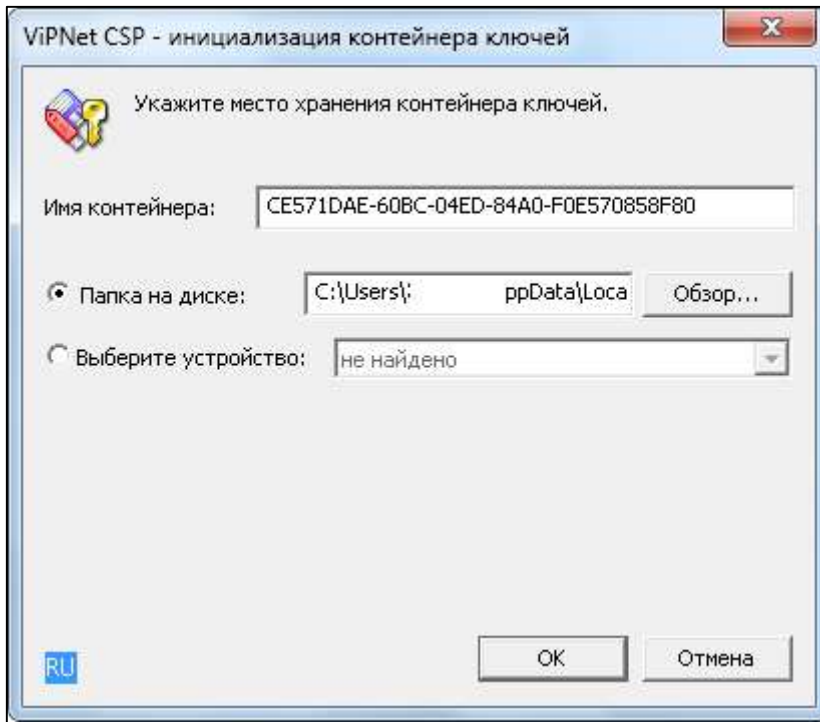 ViPNet CSP - инициализация контейнера ключей
Укажите место хранения контейнера ключей.
Имя контейнера: CE571DAE-60BC-04ED-84A0-F0E570858F80
Папка на диске: C:\Users\ ppData\Loca Обзор...
Выберите устройство: не найдено
RU OK Отмена